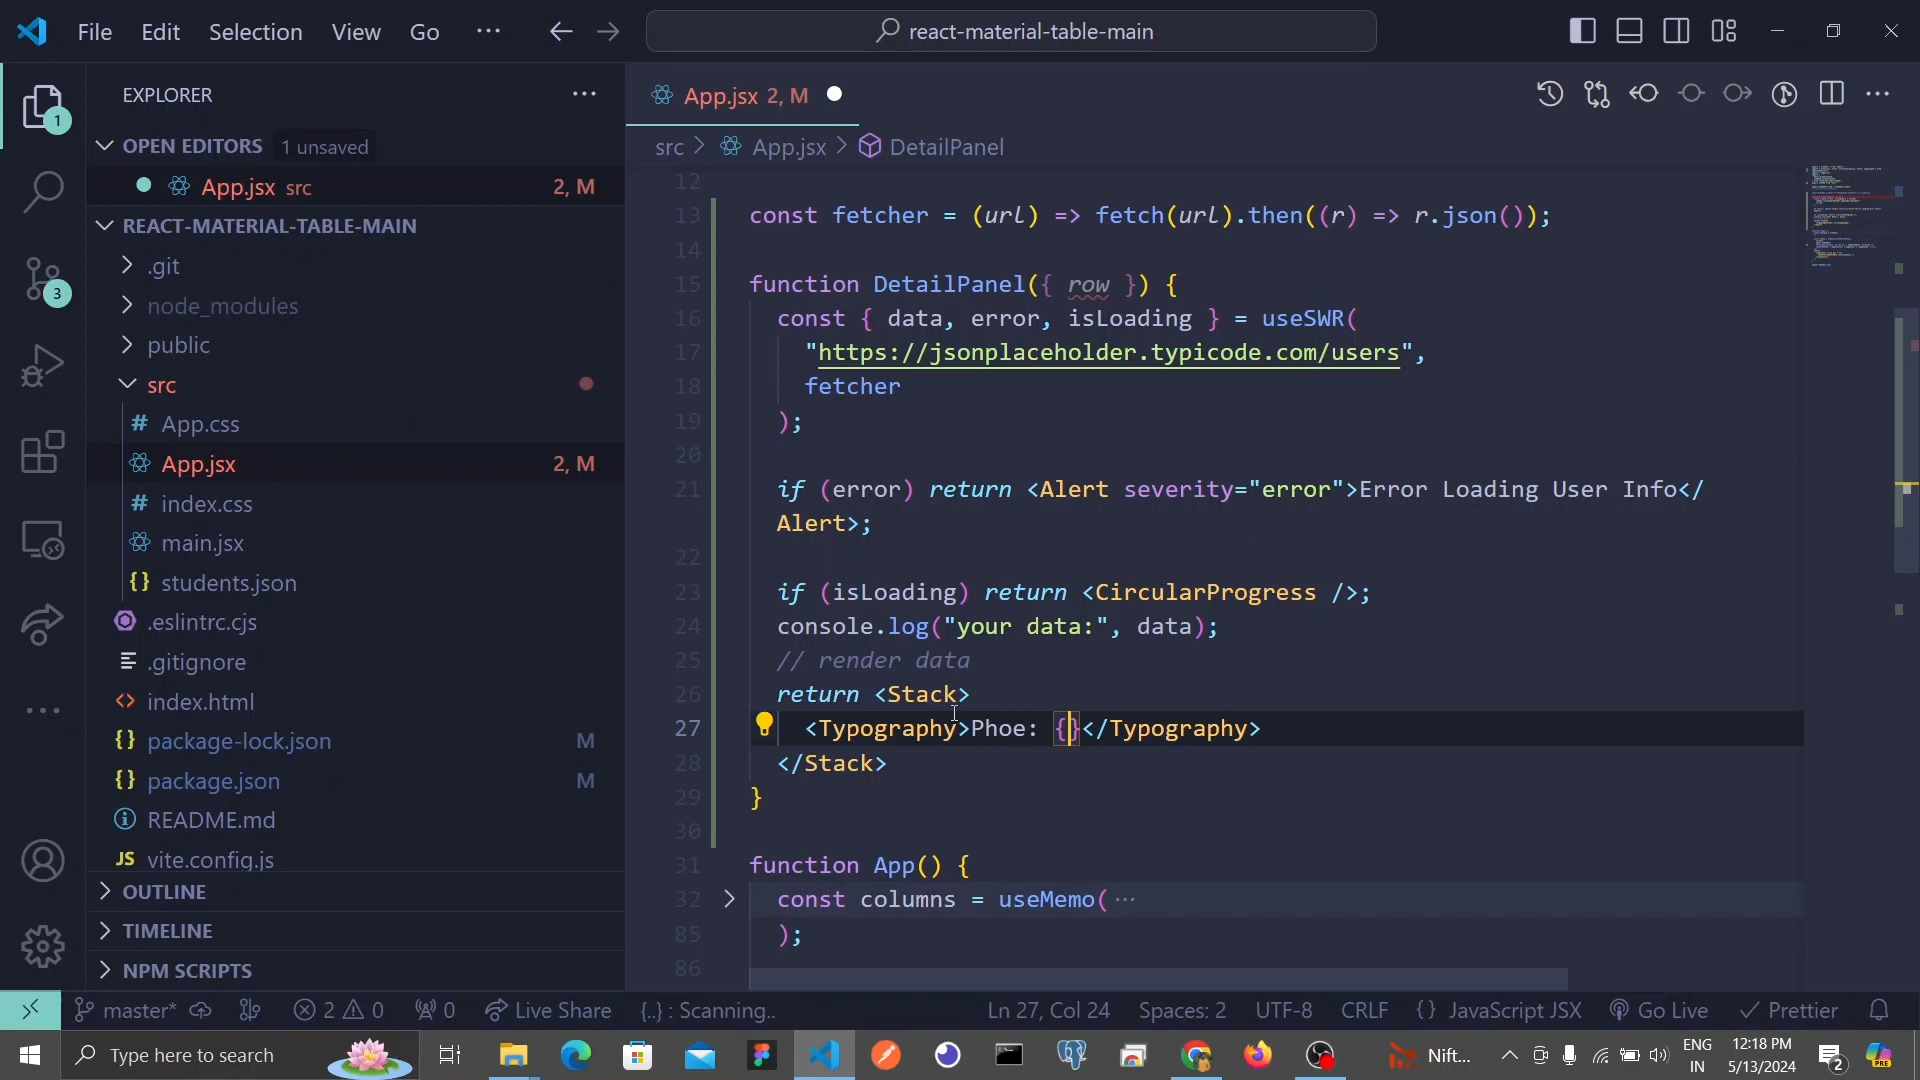 File Edit Selection View Go ··· react-material-table-main
EXPLORER ···
OPEN EDITORS 1 unsaved
App.jsx src 2, M
REACT-MATERIAL-TABLE-MAIN
.git
node_modules
public
src
# App.css
App.jsx 2, M
# index.css
main.jsx
{} students.json
.eslintrc.cjs
.gitignore
<> index.html
{} package-lock.json M
{} package.json M
README.md
JS vite.config.js
OUTLINE
TIMELINE
NPM SCRIPTS
1
3
App.jsx 2, M
src > App.jsx > DetailPanel
12
13 const fetcher = (url) => fetch(url).then((r) => r.json());
14
15 function DetailPanel({ row }) {
16 const { data, error, isLoading } = useSWR(
17 "https://jsonplaceholder.typicode.com/users",
18 fetcher
19 );
20
21 if (error) return <Alert severity="error">Error Loading User Info</
Alert>;
22
23 if (isLoading) return <CircularProgress />;
24 console.log("your data:", data);
25 // render data
26 return <Stack>
27 <Typography>Phoe: {}</Typography>
28 </Stack>
29 }
30
31 function App() {
32 const columns = useMemo( ···
85 );
86
master* 2 0 0 Live Share {..} : Scanning.. Ln 27, Col 24 Spaces: 2 UTF-8 CRLF {} JavaScript JSX Go Live Prettier
Type here to search Nift... ENG IN 12:18 PM 5/13/2024 2 PRE